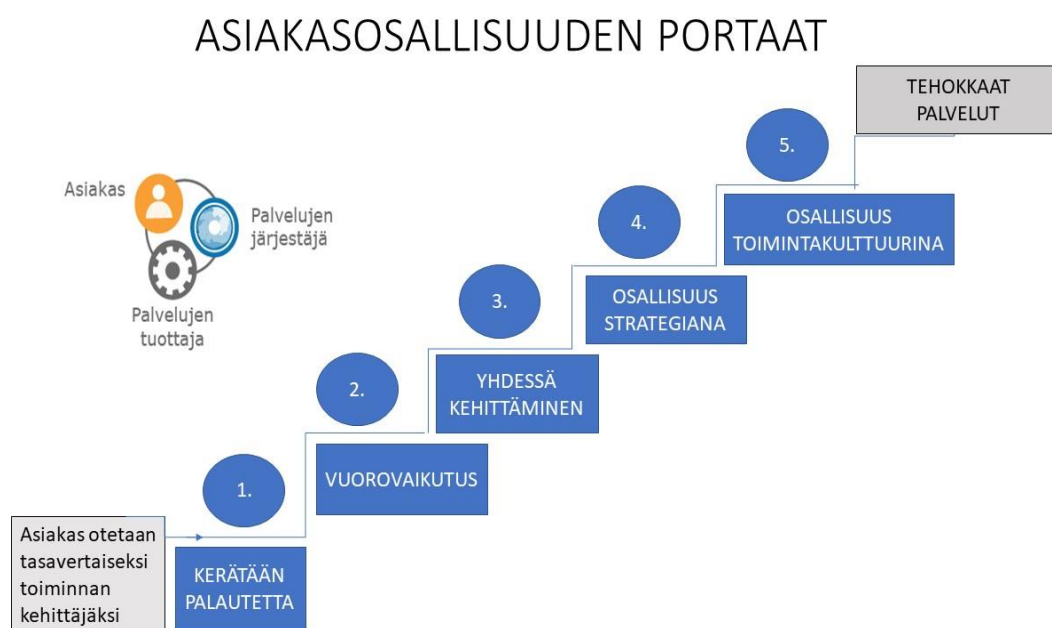 ASIAKASOSALLISUUDEN PORTAAT
TEHOKKAAT
PALVELUT
5.
OSALLISUUS
TOIMINTAKULTTUURINA
4.
OSALLISUUS
STRATEGIANA
3.
YHDESSÄ
KEHITTÄMINEN
2.
VUOROVAIKUTUS
1.
KERÄTÄÄN
PALAUTETTA
Asiakas otetaan
tasavertaiseksi
toiminnan
kehittäjäksi
Asiakas
Palvelujen
järjestäjä
Palvelujen
tuottaja